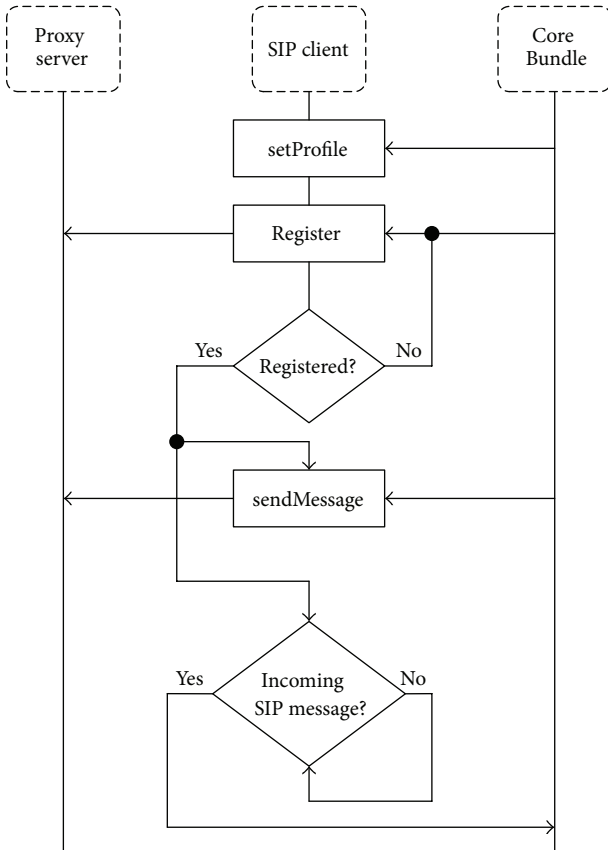 Proxy
server
SIP client
Core
Bundle
setProfile
Register
Yes
Registered?
No
sendMessage
Yes
Incoming
SIP message?
No